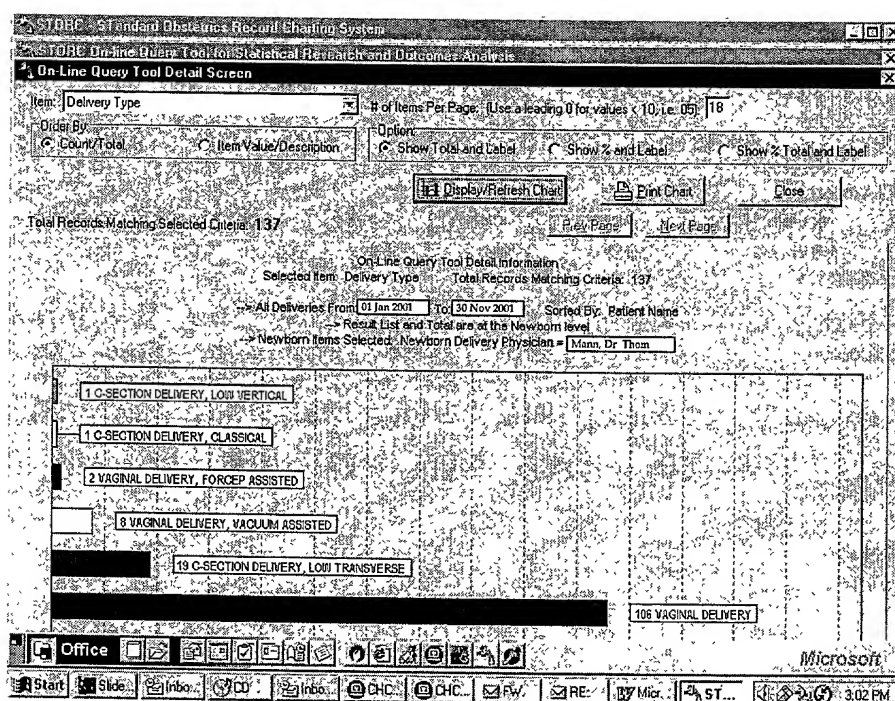 STORC - STandard Obstetrics Record Charting System
STORC On-line Query Tool for Statistical Research and Outcomes Analysis
On-Line Query Tool Detail Screen
Item: Delivery Type # of Items Per Page: (Use a leading 0 for values < 10, i.e. 05) 18
Order By: Option:
Count/Total Item Value/Description Show Total and Label Show % and Label Show % Total and Label
Display/Refresh Chart Print Chart Close
Total Records Matching Selected Criteria: 137 Prev Page Next Page
On-Line Query Tool Detail Information
Selected Item: Delivery Type Total Records Matching Criteria: 137
--> All Deliveries From: 01 Jan 2001 To: 30 Nov 2001 Sorted By: Patient Name
--> Result List and Total are at the Newborn level
--> Newborn Items Selected: Newborn Delivery Physician = Mann, Dr Thom
1 C-SECTION DELIVERY, LOW VERTICAL
1 C-SECTION DELIVERY, CLASSICAL
2 VAGINAL DELIVERY, FORCEP ASSISTED
8 VAGINAL DELIVERY, VACUUM ASSISTED
19 C-SECTION DELIVERY, LOW TRANSVERSE
106 VAGINAL DELIVERY
Office Microsoft
Start Slide... Inbo... CD Inbo... CHC... CHC... FW: RE: Micr... ST... 3:02 PM